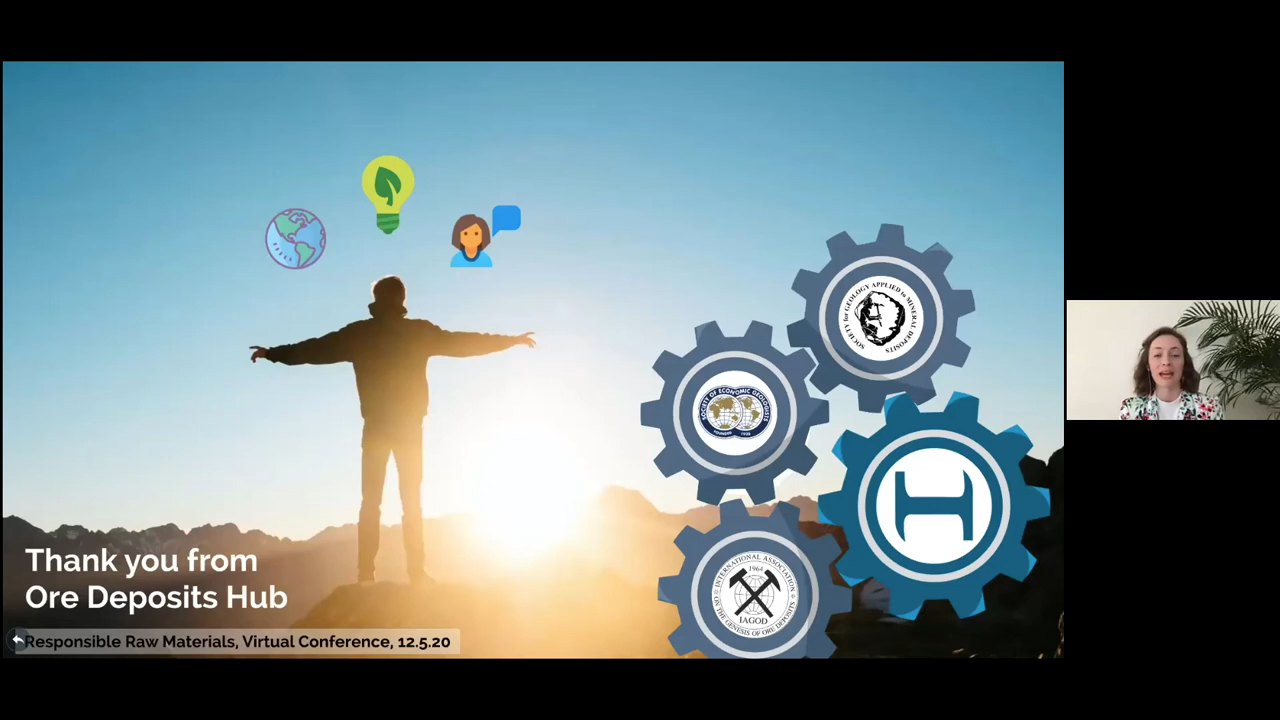 SOCIETY for GEOLOGY APPLIED to MINERAL DEPOSITS
SOCIETY OF ECONOMIC GEOLOGISTS
INTERNATIONAL ASSOCIATION
ON THE GENESIS OF ORE DEPOSITS
1964
IAGOD
Thank you from
Ore Deposits Hub
Responsible Raw Materials, Virtual Conference, 12.5.20